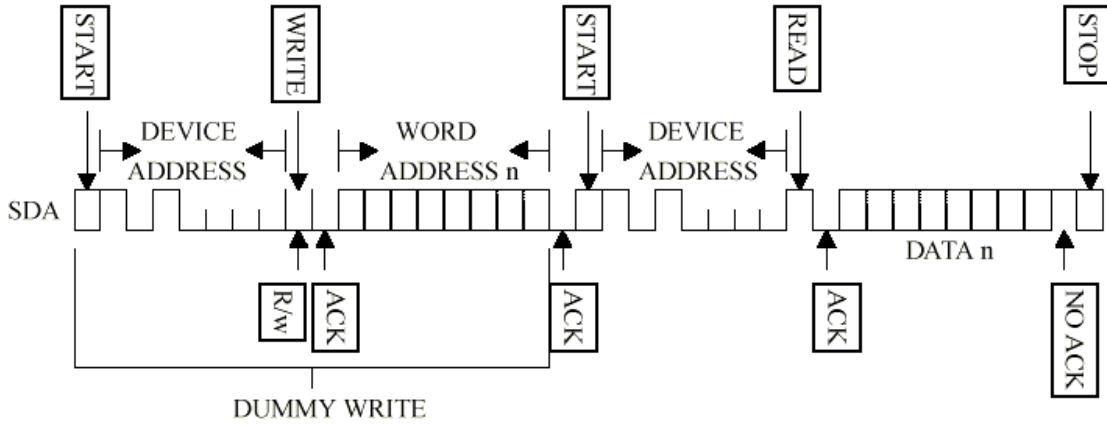 START
WRITE
START
READ
STOP
DEVICE
ADDRESS
WORD
ADDRESS n
DEVICE
ADDRESS
SDA
DATA n
R/w
ACK
ACK
ACK
NO ACK
DUMMY WRITE